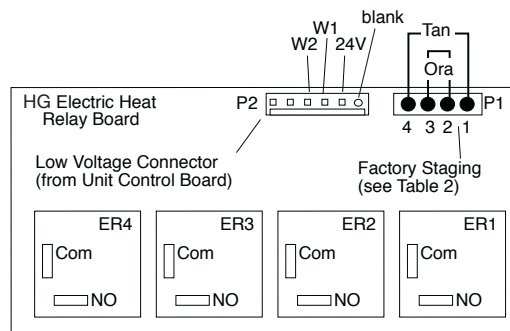 blank
W1
W2 24V
Tan
Ora
HG Electric Heat
Relay Board
P2
P1
4 3 2 1
Low Voltage Connector
(from Unit Control Board)
Factory Staging
(see Table 2)
ER4
Com
NO
ER3
Com
NO
ER2
Com
NO
ER1
Com
NO